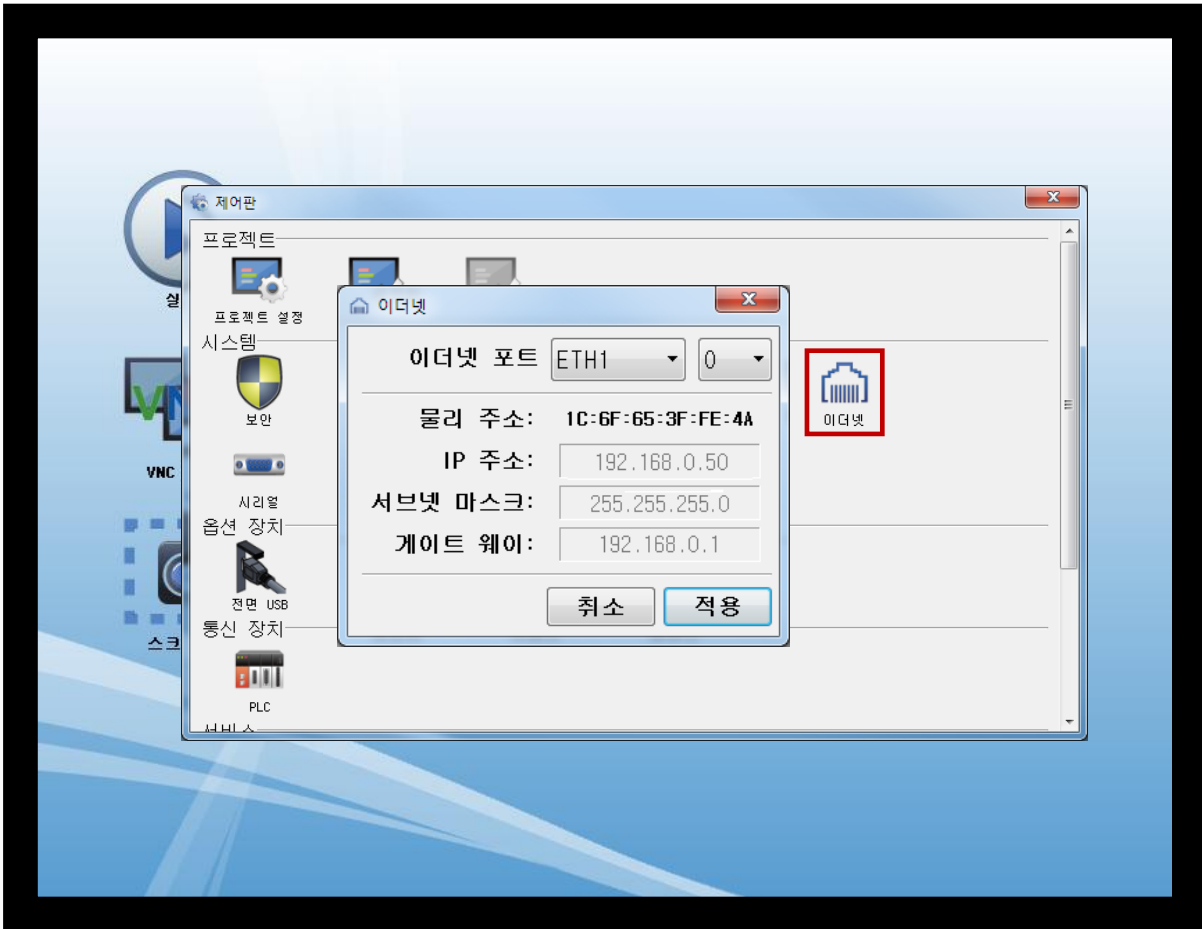 제어판
프로젝트
프로젝트 설정
시스템
보안
시리얼
이더넷
옵션 장치
전면 USB
통신 장치
PLC
이더넷
이더넷 포트 ETH1 0
물리 주소: 1C:6F:65:3F:FE:4A
IP 주소: 192.168.0.50
서브넷 마스크: 255.255.255.0
게이트 웨이: 192.168.0.1
취소 적용
VNC
스크